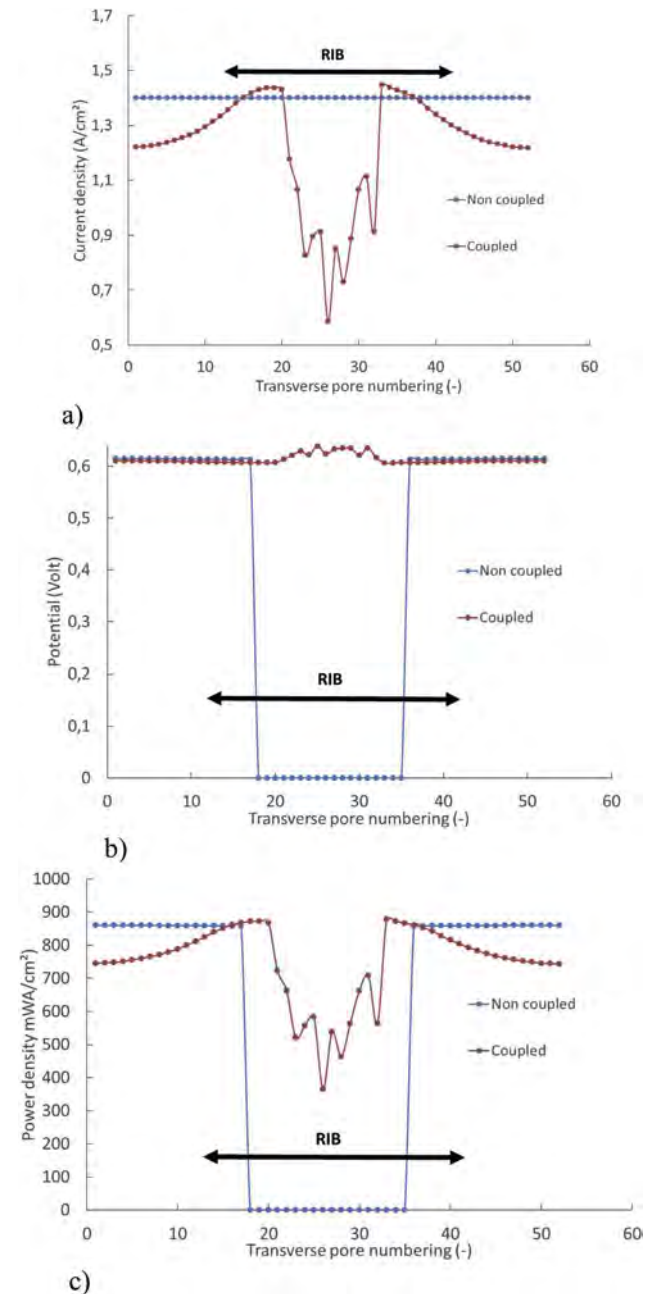 1,7
1,5
1,3
1,1
0,9
0,7
0,5
Current density (A/cm²)
RIB
Non coupled
Coupled
0 10 20 30 40 50 60
Transverse pore numbering (-)
a)
0,6
0,5
0,4
0,3
0,2
0,1
0
Potential (Volt)
Non coupled
Coupled
RIB
0 10 20 30 40 50 60
Transverse pore numbering (-)
b)
1000
900
800
700
600
500
400
300
200
100
0
Power density mWA/cm²)
Non coupled
Coupled
RIB
0 10 20 30 40 50 60
Transverse pore numbering (-)
c)